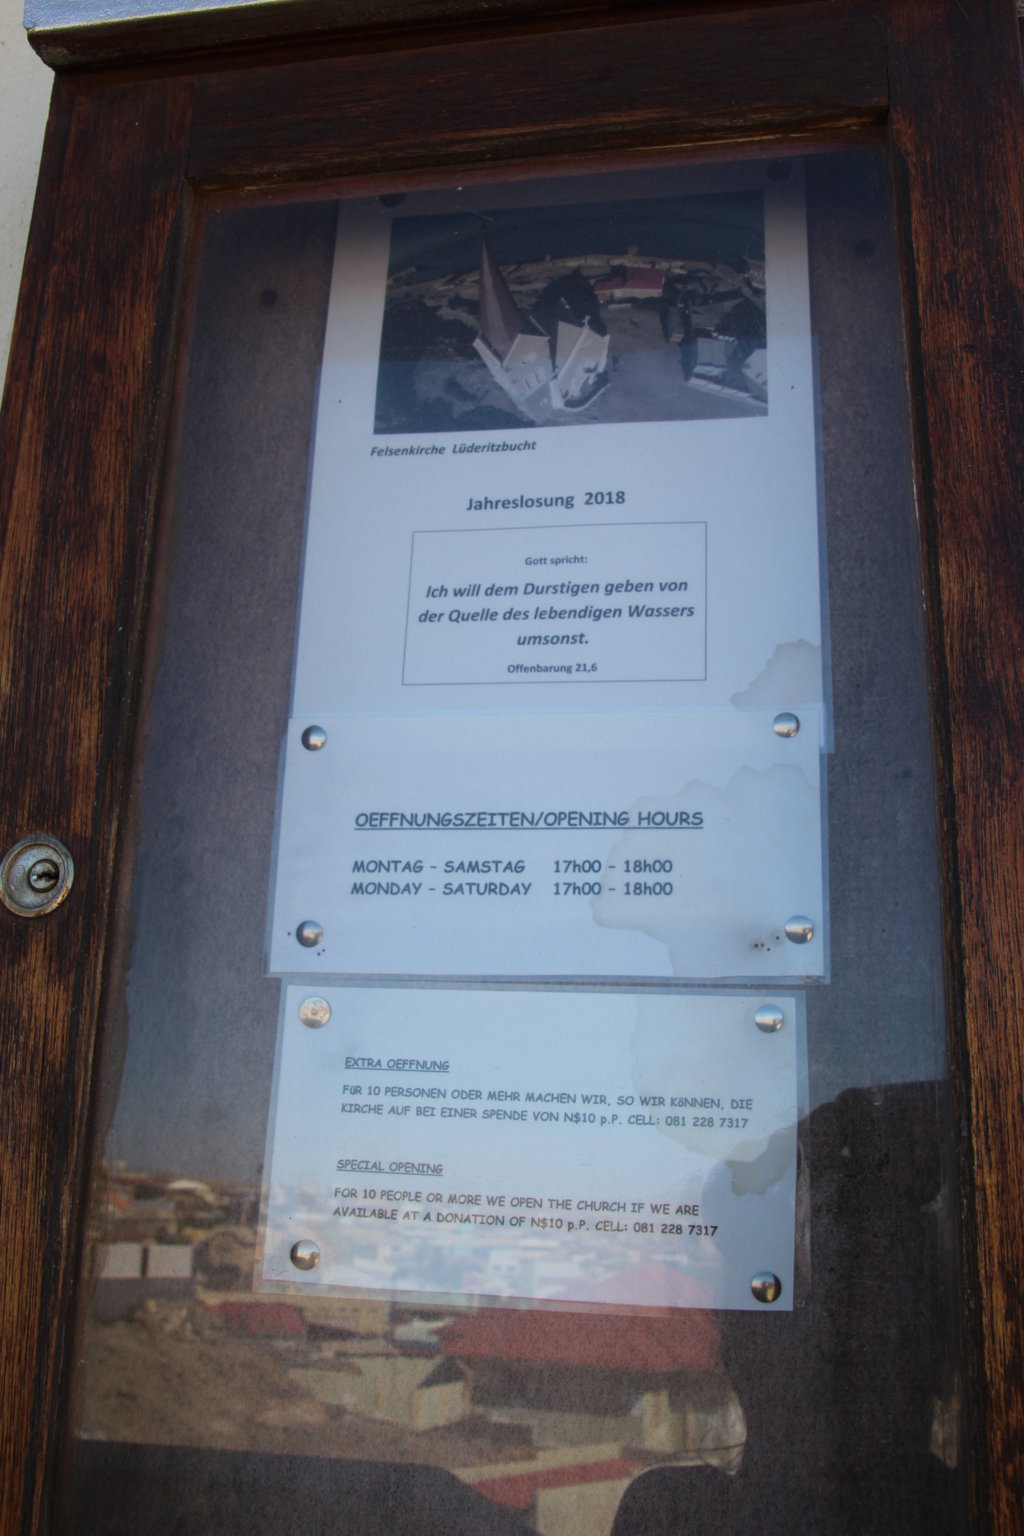 Felsenkirche Lüderitzbucht
Jahreslosung 2018
Gott spricht:
Ich will dem Durstigen geben von
der Quelle des lebendigen Wassers
umsonst.
Offenbarung 21,6
OEFFNUNGSZEITEN/OPENING HOURS
MONTAG - SAMSTAG 17h00 - 18h00
MONDAY - SATURDAY 17h00 - 18h00
EXTRA OEFFNUNG
FüR 10 PERSONEN ODER MEHR MACHEN WIR, SO WIR KöNNEN, DIE
KIRCHE AUF BEI EINER SPENDE VON N$10 p.P. CELL: 081 228 7317
SPECIAL OPENING
FOR 10 PEOPLE OR MORE WE OPEN THE CHURCH IF WE ARE
AVAILABLE AT A DONATION OF N$10 p.P. CELL: 081 228 7317